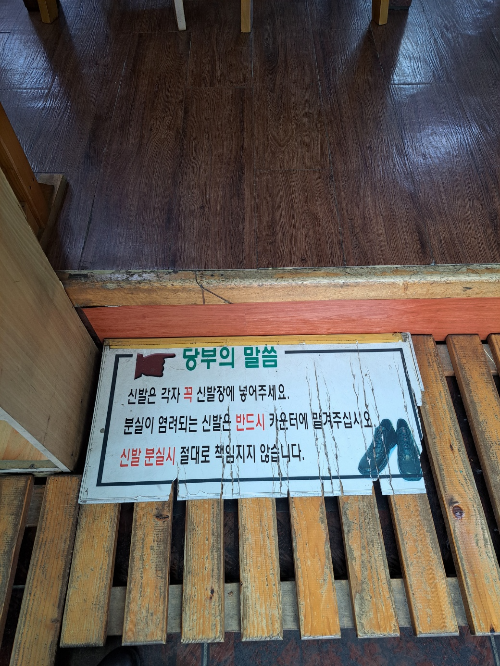 당부의 말씀
신발은 각자 꼭 신발장에 넣어주세요.
분실이 염려되는 신발은 반드시 카운터에 맡겨주십시오.
신발 분실시 절대로 책임지지 않습니다.